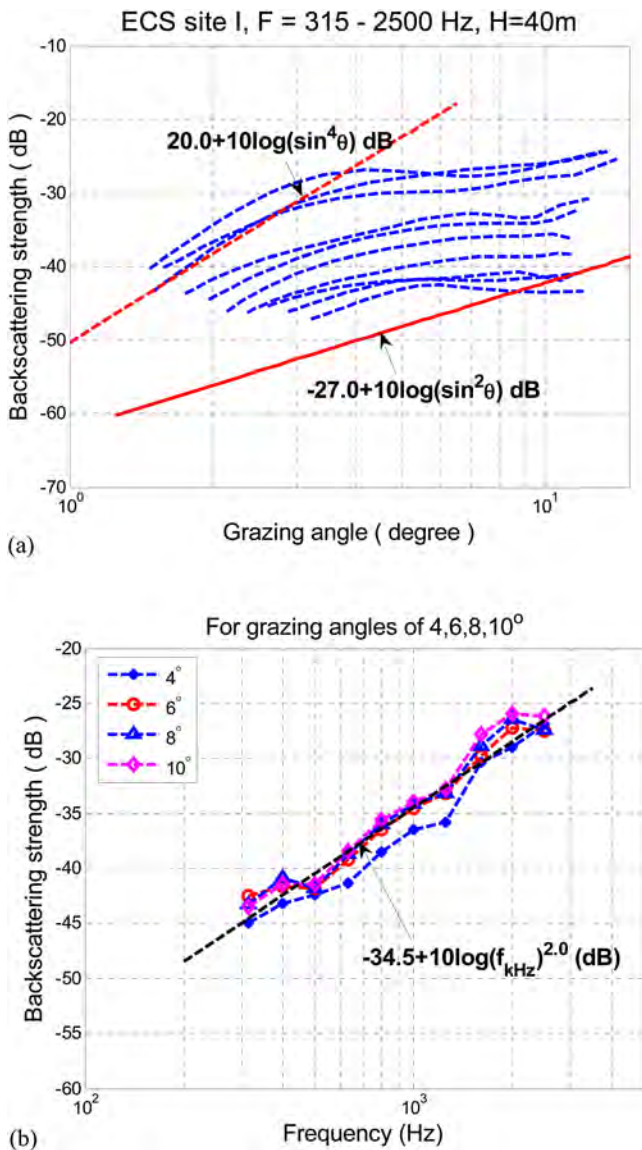 ECS site I, F = 315 - 2500 Hz, H=40m
-10
-20
-30
-40
-50
-60
-70
Backscattering strength ( dB )
20.0+10log(sin⁴θ) dB
-27.0+10log(sin²θ) dB
10⁰
10¹
Grazing angle ( degree )
(a)
For grazing angles of 4,6,8,10⁰
-20
-25
-30
-35
-40
-45
-50
-55
-60
Backscattering strength ( dB )
4°
6°
8°
10°
-34.5+10log(f_kHz)²·⁰ (dB)
10²
10³
Frequency (Hz)
(b)